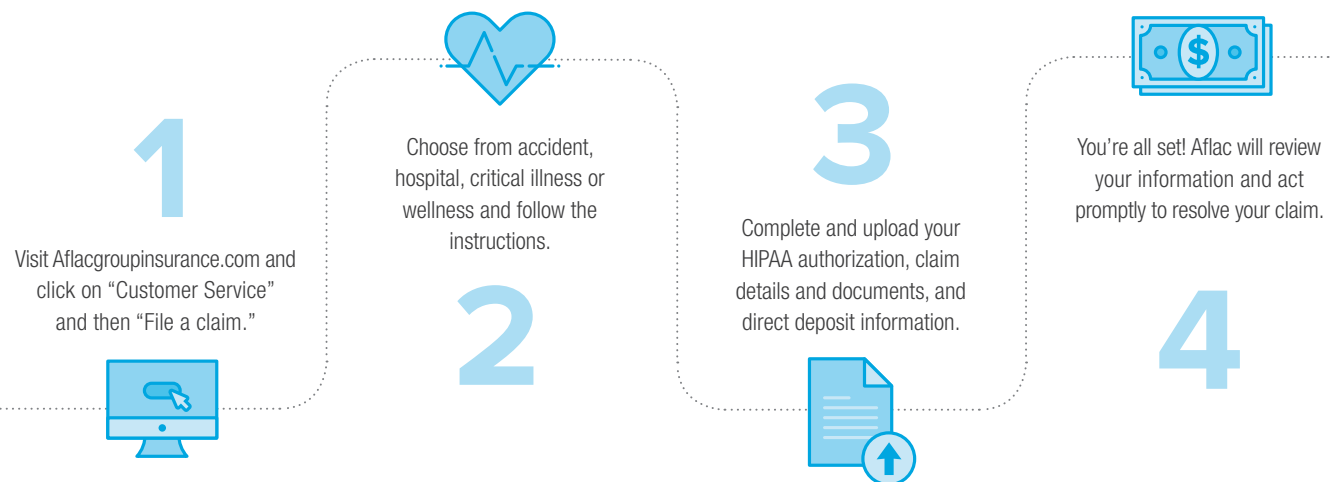 1
Visit Aflacgroupinsurance.com and
click on “Customer Service”
and then “File a claim.”
Choose from accident,
hospital, critical illness or
wellness and follow the
instructions.
2
3
Complete and upload your
HIPAA authorization, claim
details and documents, and
direct deposit information.
$
You’re all set! Aflac will review
your information and act
promptly to resolve your claim.
4